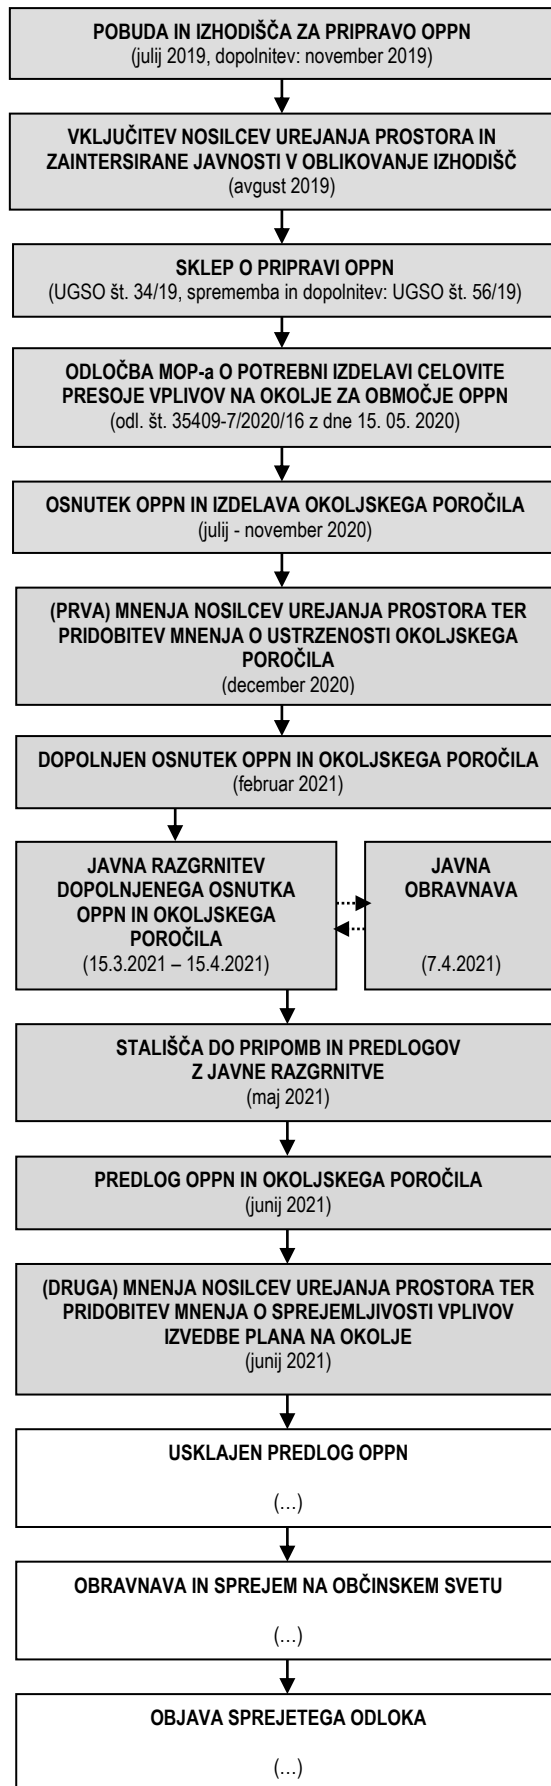 POBUDA IN IZHODIŠČA ZA PRIPRAVO OPPN
(julij 2019, dopolnitev: november 2019)
VKLJUČITEV NOSILCEV UREJANJA PROSTORA IN
ZAINTERSIRANE JAVNOSTI V OBLIKOVANJE IZHODIŠČ
(avgust 2019)
SKLEP O PRIPRAVI OPPN
(UGSO št. 34/19, sprememba in dopolnitev: UGSO št. 56/19)
ODLOČBA MOP-a O POTREBNI IZDELAVI CELOVITE
PRESOJE VPLIVOV NA OKOLJE ZA OBMOČJE OPPN
(odl. št. 35409-7/2020/16 z dne 15. 05. 2020)
OSNUTEK OPPN IN IZDELAVA OKOLJSKEGA POROČILA
(julij - november 2020)
(PRVA) MNENJA NOSILCEV UREJANJA PROSTORA TER
PRIDOBITEV MNENJA O USTRZENOSTI OKOLJSKEGA
POROČILA
(december 2020)
DOPOLNJEN OSNUTEK OPPN IN OKOLJSKEGA POROČILA
(februar 2021)
JAVNA RAZGRNITEV
DOPOLNJENEGA OSNUTKA
OPPN IN OKOLJSKEGA
POROČILA
(15.3.2021 – 15.4.2021)
JAVNA
OBRAVNAVA
(7.4.2021)
STALIŠČA DO PRIPOMB IN PREDLOGOV
Z JAVNE RAZGRNITVE
(maj 2021)
PREDLOG OPPN IN OKOLJSKEGA POROČILA
(junij 2021)
(DRUGA) MNENJA NOSILCEV UREJANJA PROSTORA TER
PRIDOBITEV MNENJA O SPREJEMLJIVOSTI VPLIVOV
IZVEDBE PLANA NA OKOLJE
(junij 2021)
USKLAJEN PREDLOG OPPN
(...)
OBRAVNAVA IN SPREJEM NA OBČINSKEM SVETU
(...)
OBJAVA SPREJETEGA ODLOKA
(...)